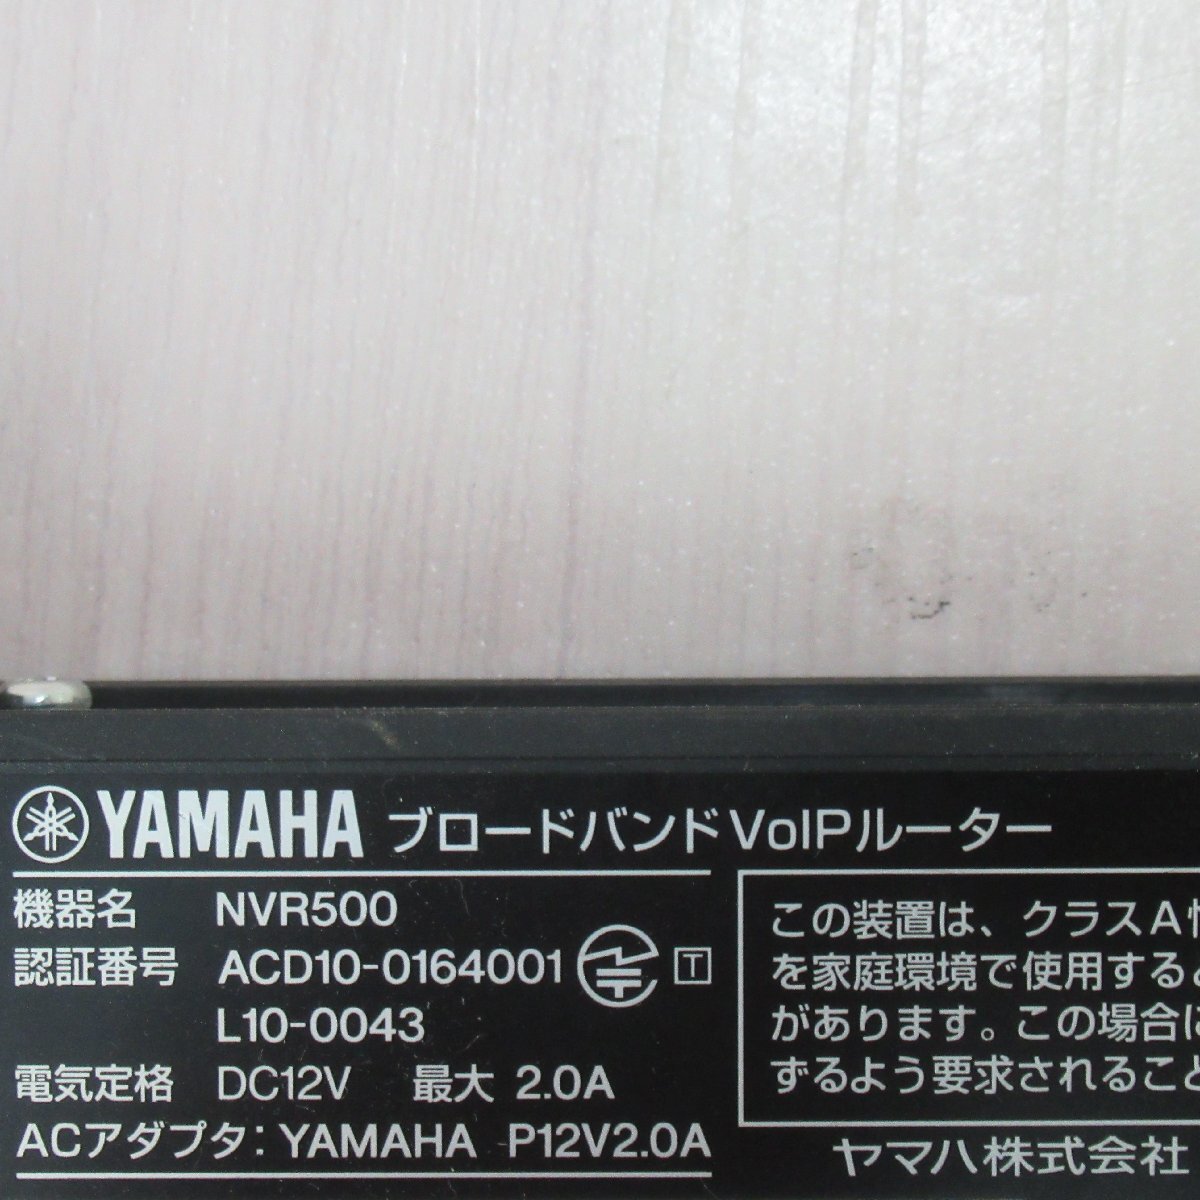 YAMAHA ブロードバンドVoIPルーター
機器名 NVR500
認証番号 ACD10-0164001 T
L10-0043
電気定格 DC12V 最大 2.0A
ACアダプタ: YAMAHA P12V2.0A
この装置は、クラスA
を家庭環境で使用すると
があります。この場合に
ずるよう要求されること
ヤマハ株式会社